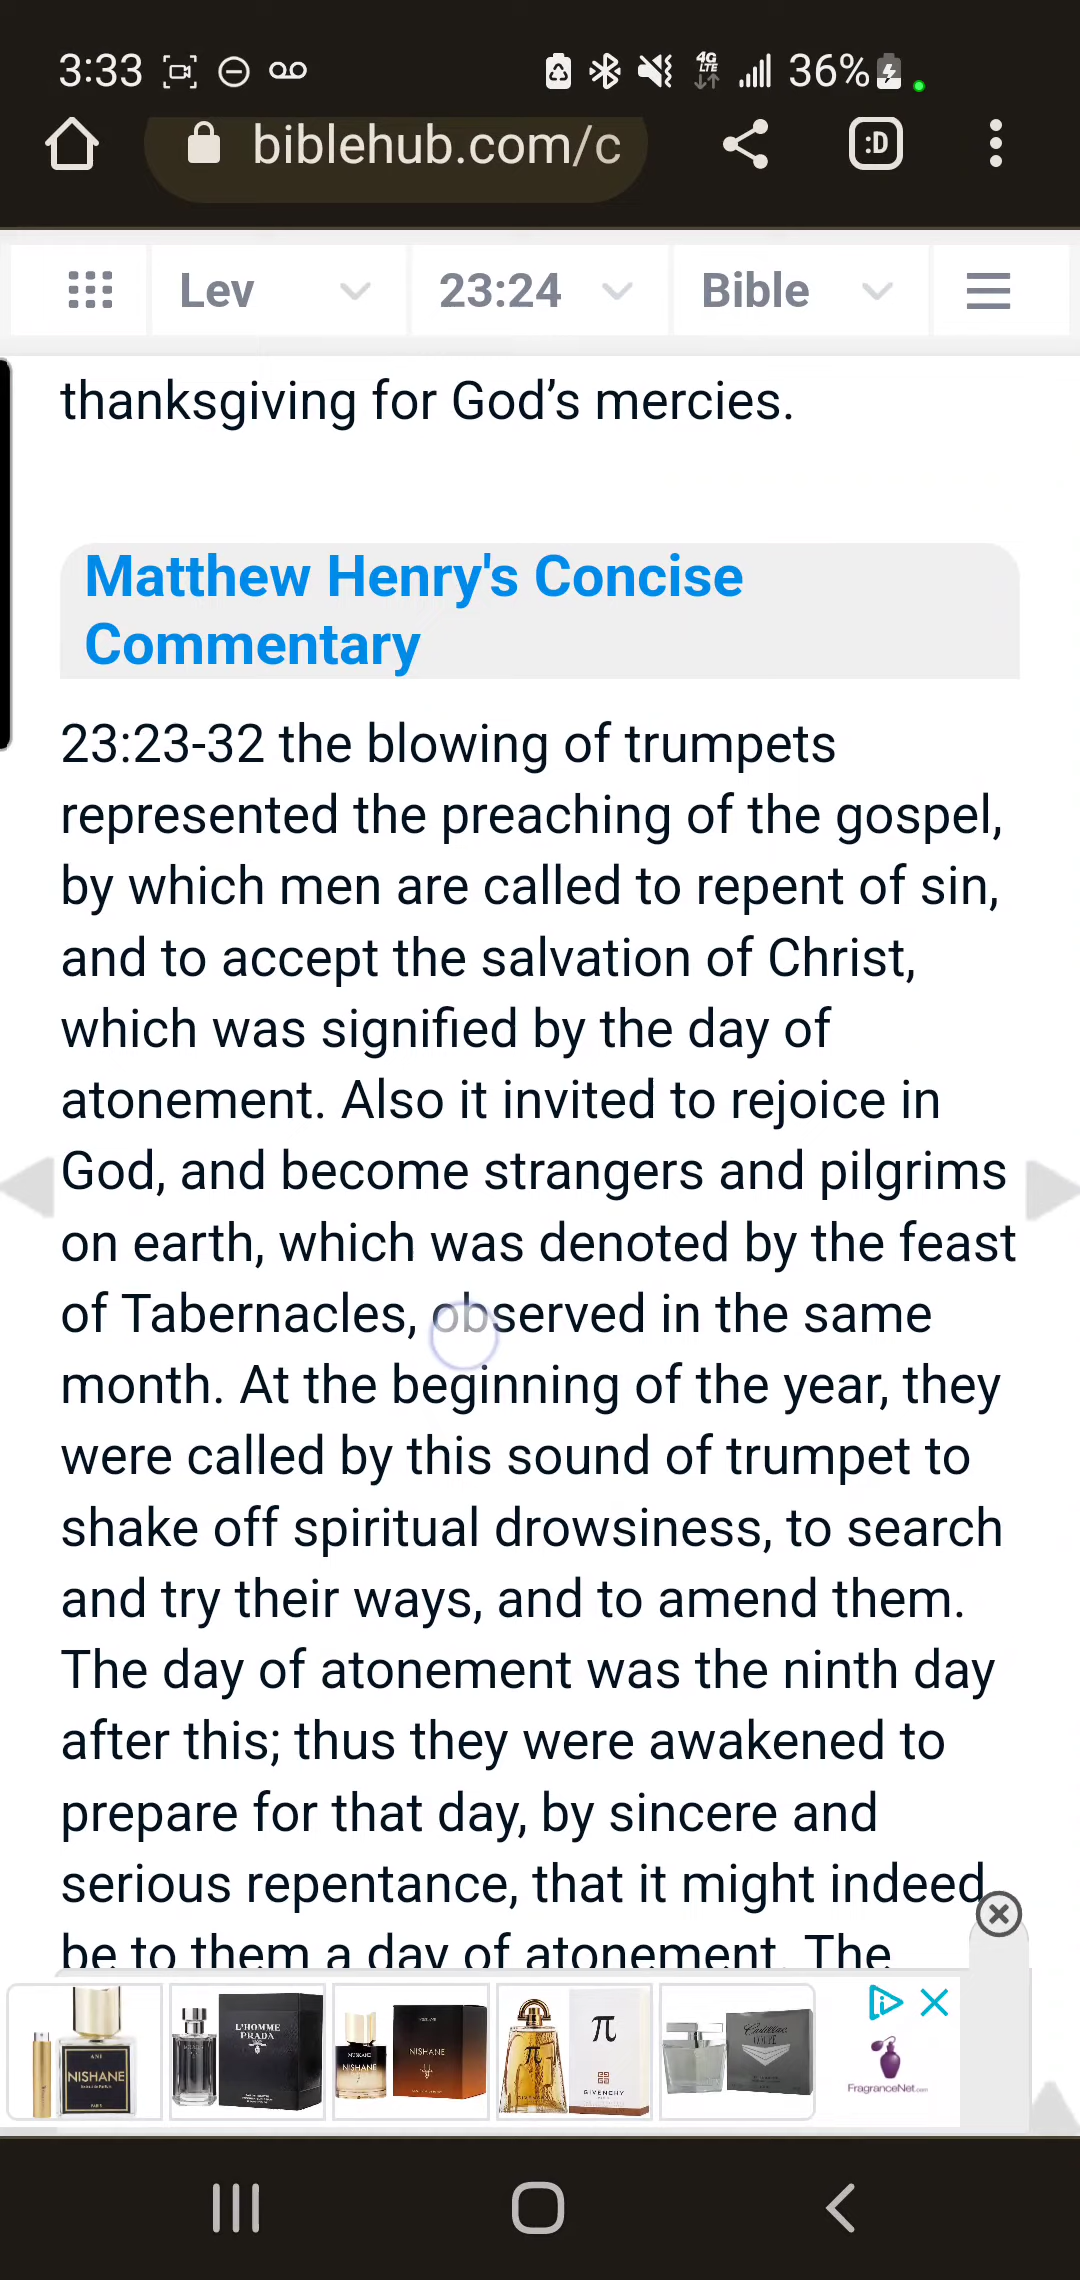 3:33
4G LTE 36%
:D
biblehub.com/c
Lev 23:24 Bible
thanksgiving for God’s mercies.
Matthew Henry's Concise
Commentary
23:23-32 the blowing of trumpets
represented the preaching of the gospel,
by which men are called to repent of sin,
and to accept the salvation of Christ,
which was signified by the day of
atonement. Also it invited to rejoice in
God, and become strangers and pilgrims
on earth, which was denoted by the feast
of Tabernacles, observed in the same
month. At the beginning of the year, they
were called by this sound of trumpet to
shake off spiritual drowsiness, to search
and try their ways, and to amend them.
The day of atonement was the ninth day
after this; thus they were awakened to
prepare for that day, by sincere and
serious repentance, that it might indeed
be to them a day of atonement. The
ANI
NISHANE
L'HOMME
PRADA
NISHANE
NISHANE
π
π
GIVENCHY
Cadillac
COUPE
FragranceNet.com